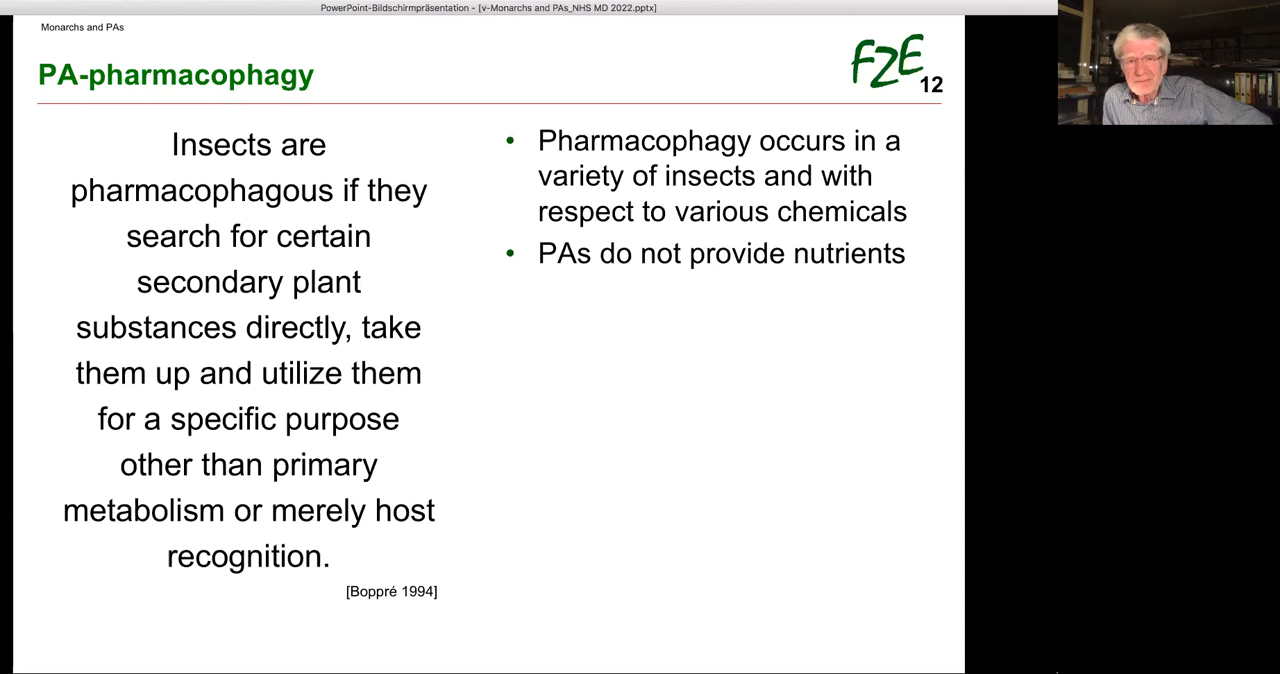 PowerPoint-Bildschirmpräsentation - [v-Monarchs and PAs_NHS MD 2022.pptx]
Monarchs and PAs
PA-pharmacophagy
FZE
12
Insects are
pharmacophagous if they
search for certain
secondary plant
substances directly, take
them up and utilize them
for a specific purpose
other than primary
metabolism or merely host
recognition.
[Boppré 1994]
• Pharmacophagy occurs in a
variety of insects and with
respect to various chemicals
• PAs do not provide nutrients